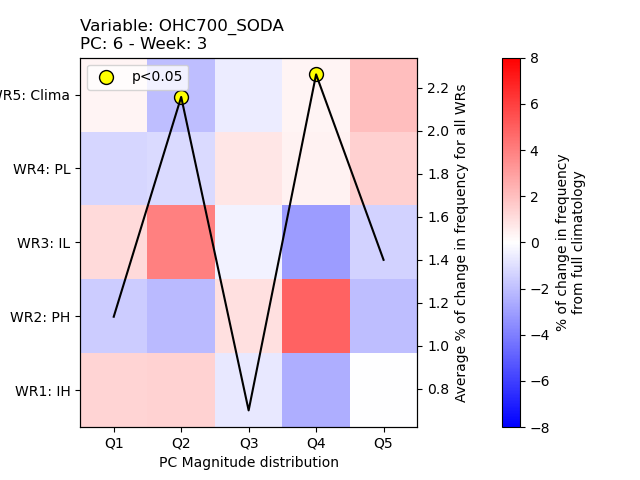 Variable: OHC700_SODA
PC: 6 - Week: 3
p<0.05
WR5: Clima
WR4: PL
WR3: IL
WR2: PH
WR1: IH
Q1 Q2 Q3 Q4 Q5
PC Magnitude distribution
2.2
2.0
1.8
1.6
1.4
1.2
1.0
0.8
Average % of change in frequency for all WRs
8
6
4
2
0
−2
−4
−6
−8
% of change in frequency
from full climatology